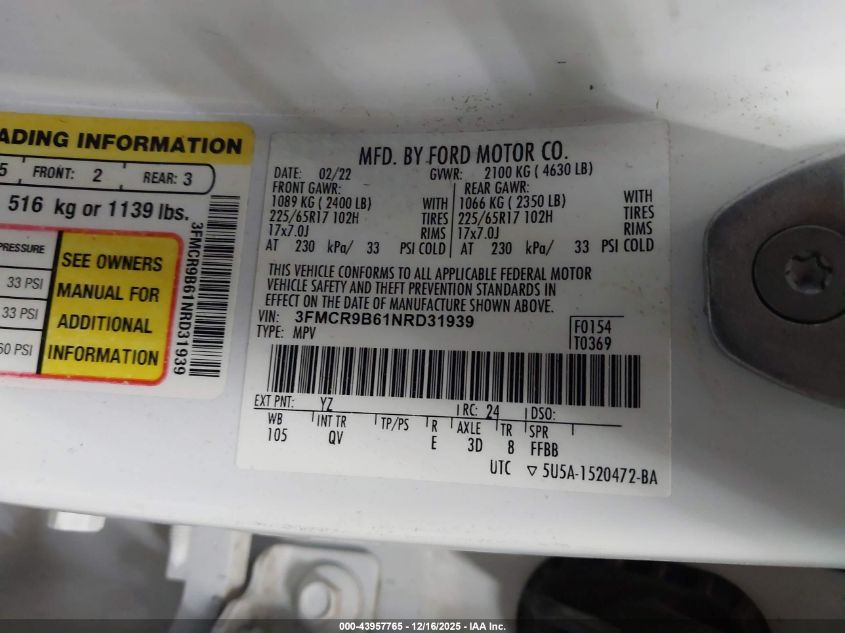 ADING INFORMATION
5 FRONT: 2 REAR: 3
516 kg or 1139 lbs.
PRESSURE
33 PSI
33 PSI
60 PSI
SEE OWNERS
MANUAL FOR
ADDITIONAL
INFORMATION
3FMCR9B61NRD31939
MFD. BY FORD MOTOR CO.
DATE: 02/22 GVWR: 2100 KG ( 4630 LB)
FRONT GAWR: REAR GAWR:
1089 KG ( 2400 LB) WITH 1066 KG ( 2350 LB) WITH
225/65R17 102H TIRES 225/65R17 102H TIRES
17x7.0J RIMS 17x7.0J RIMS
AT 230 kPa/ 33 PSI COLD AT 230 kPa/ 33 PSI COLD
THIS VEHICLE CONFORMS TO ALL APPLICABLE FEDERAL MOTOR
VEHICLE SAFETY AND THEFT PREVENTION STANDARDS IN
EFFECT ON THE DATE OF MANUFACTURE SHOWN ABOVE.
VIN: 3FMCR9B61NRD31939
TYPE: MPV
F0154
T0369
EXT PNT: YZ RC: 24 DSO:
WB INT TR TP/PS R AXLE TR SPR
105 QV E 3D 8 FFBB
UTC ▽ 5U5A-1520472-BA
000-43957765 - 12/16/2025 - IAA Inc.